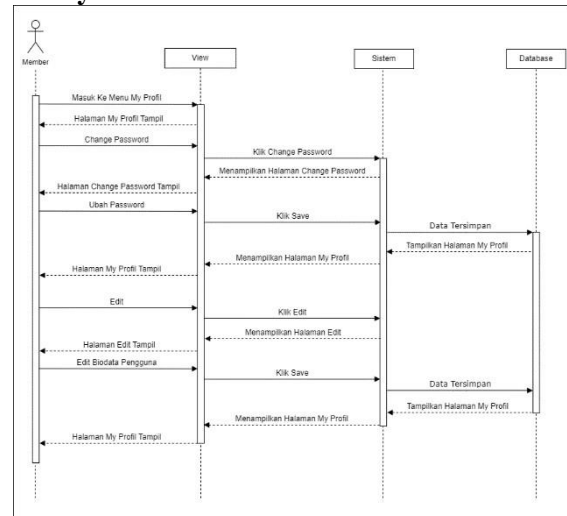 y
Member
View
Sistem
Database
Masuk Ke Menu My Profil
Halaman My Profil Tampil
Change Password
Klik Change Password
Menampilkan Halaman Change Password
Halaman Change Password Tampil
Ubah Password
Klik Save
Data Tersimpan
Tampilkan Halaman My Profil
Menampilkan Halaman My Profil
Halaman My Profil Tampil
Edit
Klik Edit
Menampilkan Halaman Edit
Halaman Edit Tampil
Edit Biodata Pengguna
Klik Save
Data Tersimpan
Tampilkan Halaman My Profil
Menampilkan Halaman My Profil
Halaman My Profil Tampil